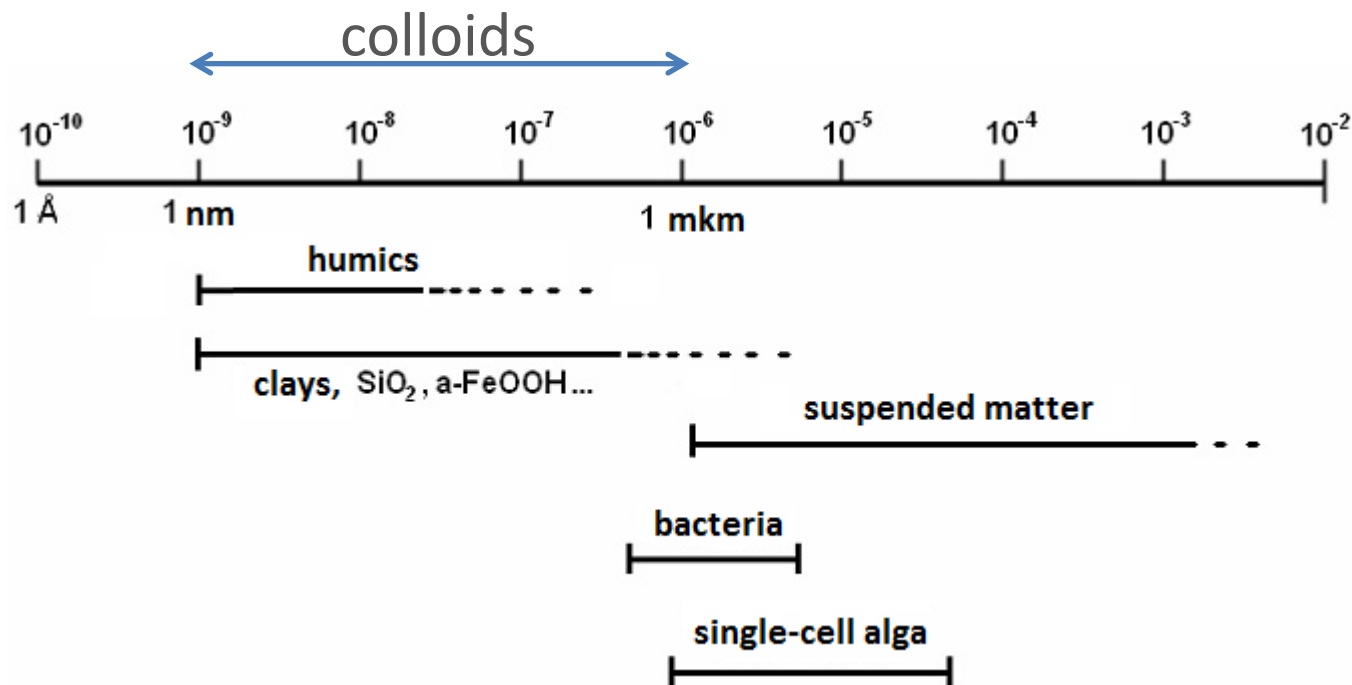 colloids
10⁻¹⁰ 10⁻⁹ 10⁻⁸ 10⁻⁷ 10⁻⁶ 10⁻⁵ 10⁻⁴ 10⁻³ 10⁻²
1 Å 1 nm 1 mkm
humics
clays, SiO₂, a-FeOOH...
suspended matter
bacteria
single-cell alga